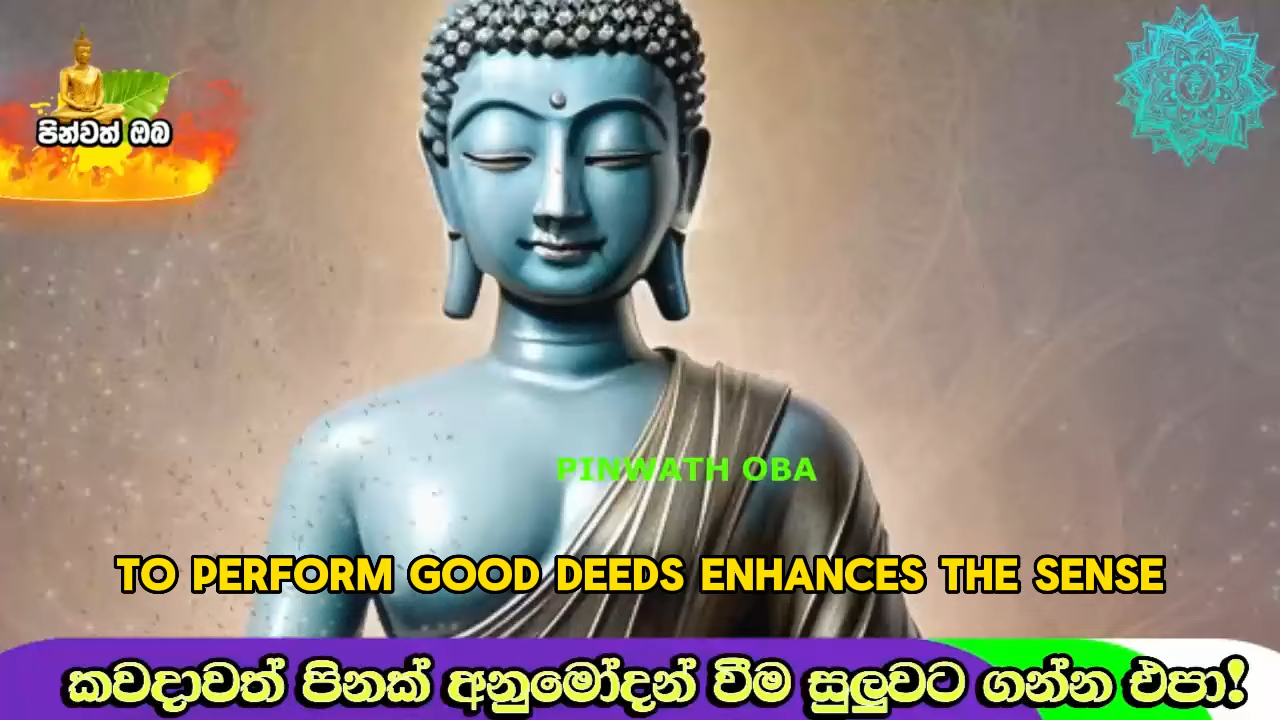 පින්වත් ඔබ
PINWATH OBA
TO PERFORM GOOD DEEDS ENHANCES THE SENSE
කවදාවත් පිනක් අනුමෝදන් වීම සුලුවට ගන්න එපා!